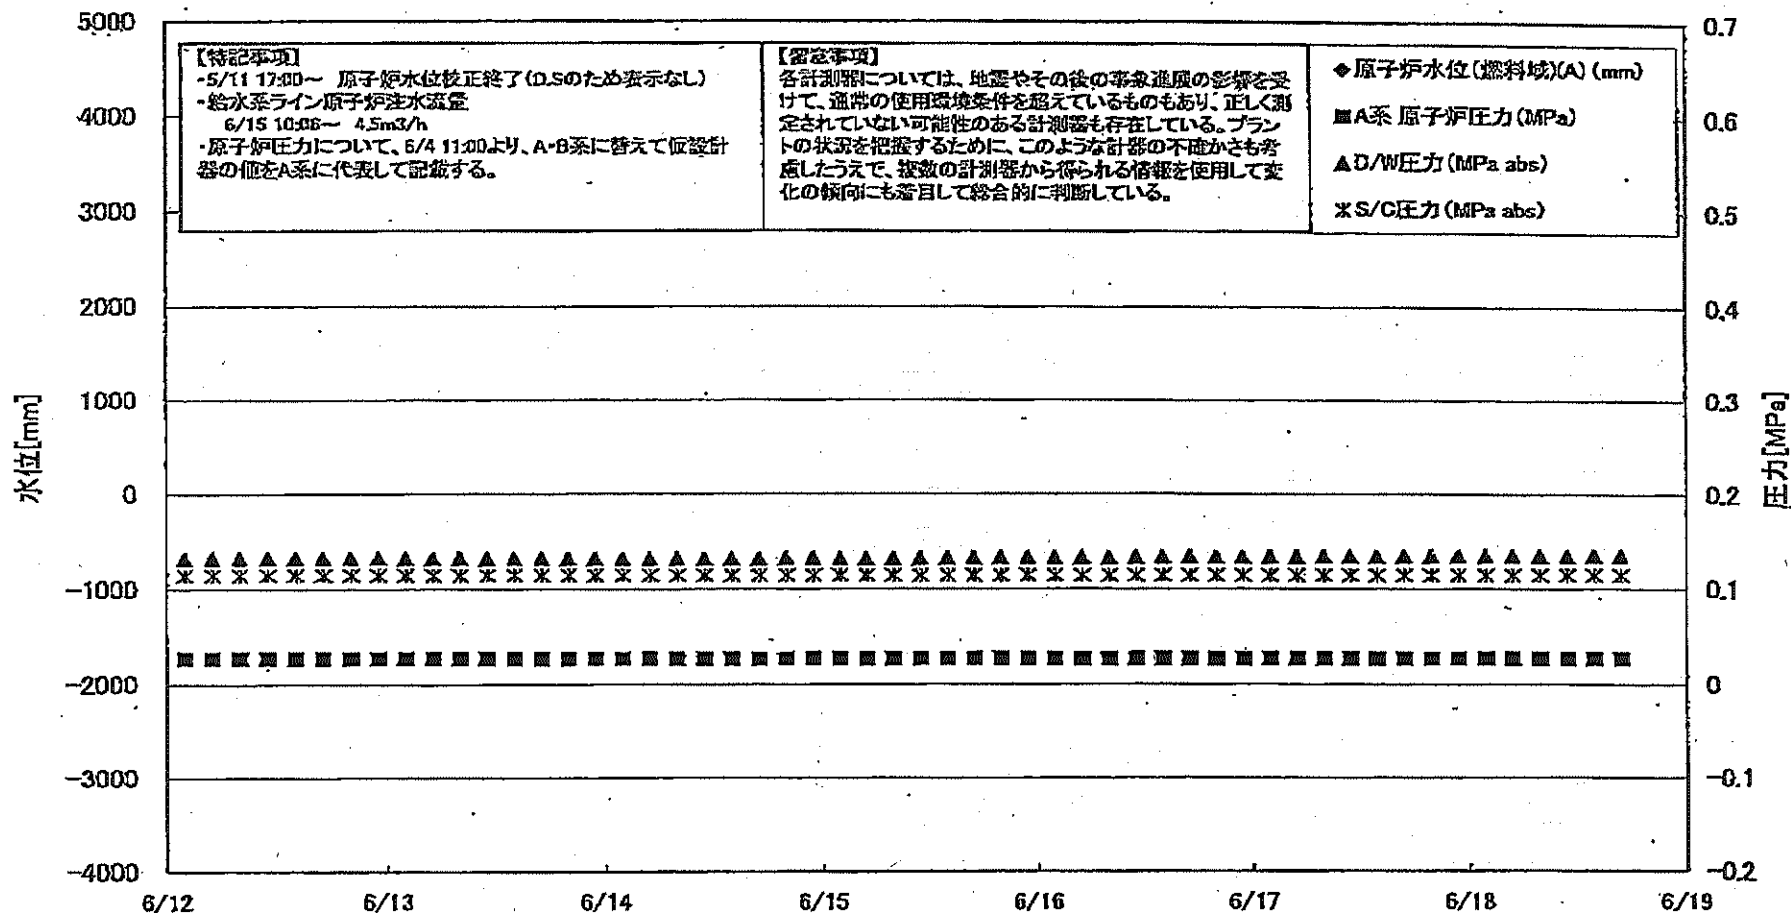 5000
4000
3000
2000
1000
0
-1000
-2000
-3000
-4000
水位[mm]
【特記事項】
・5/11 17:00～ 原子炉水位校正終了(D.Sのため表示なし)
・給水系ライン原子炉注水流量
6/15 10:06～ 4.5m3/h
・原子炉圧力について、6/4 11:00より、A・B系に替えて仮設計
器の値をA系に代表して記載する。
【留意事項】
各計測器については、地震やその後の事象進展の影響を受
けて、通常の使用環境条件を超えているものもあり、正しく測
定されていない可能性のある計測器も存在している。プラン
トの状況を把握するために、このような計器の不確かさも考
慮したうえで、複数の計測器から得られる情報を使用して変
化の傾向にも着目して総合的に判断している。
◆原子炉水位(燃料域)(A) (mm)
■A系 原子炉圧力(MPa)
▲D/W圧力(MPa abs)
S/C圧力(MPa abs)
0.7
0.6
0.5
0.4
0.3
0.2
0.1
0
-0.1
-0.2
圧力[MPa]
6/12 6/13 6/14 6/15 6/16 6/17 6/18 6/19